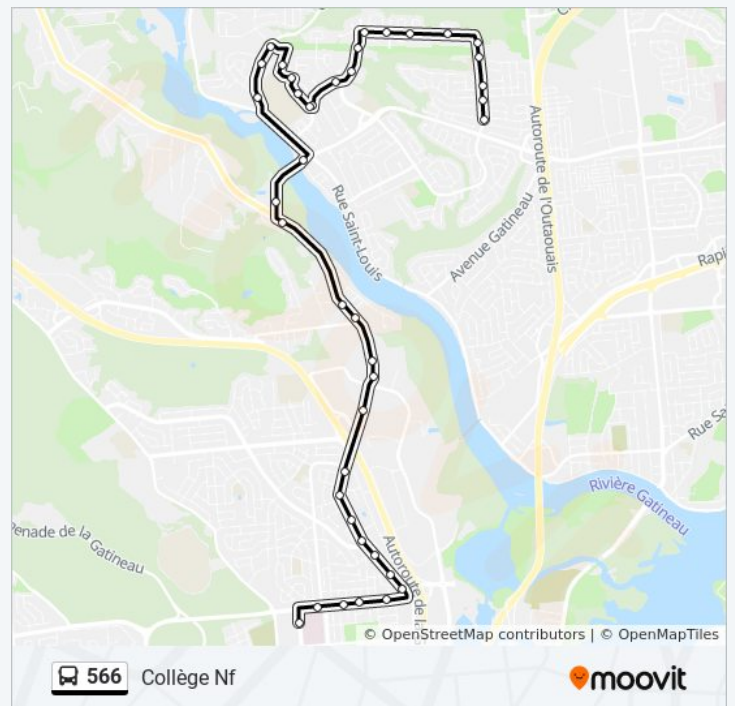 Autoroute de l'Outaouais
Rue Saint-Louis
Avenue Gatineau
Rapi
Rue Sa
Rivière Gatineau
enade de la Gatineau
Autoroute de la
© OpenStreetMap contributors | © OpenMapTiles
566 Collège Nf
moovit